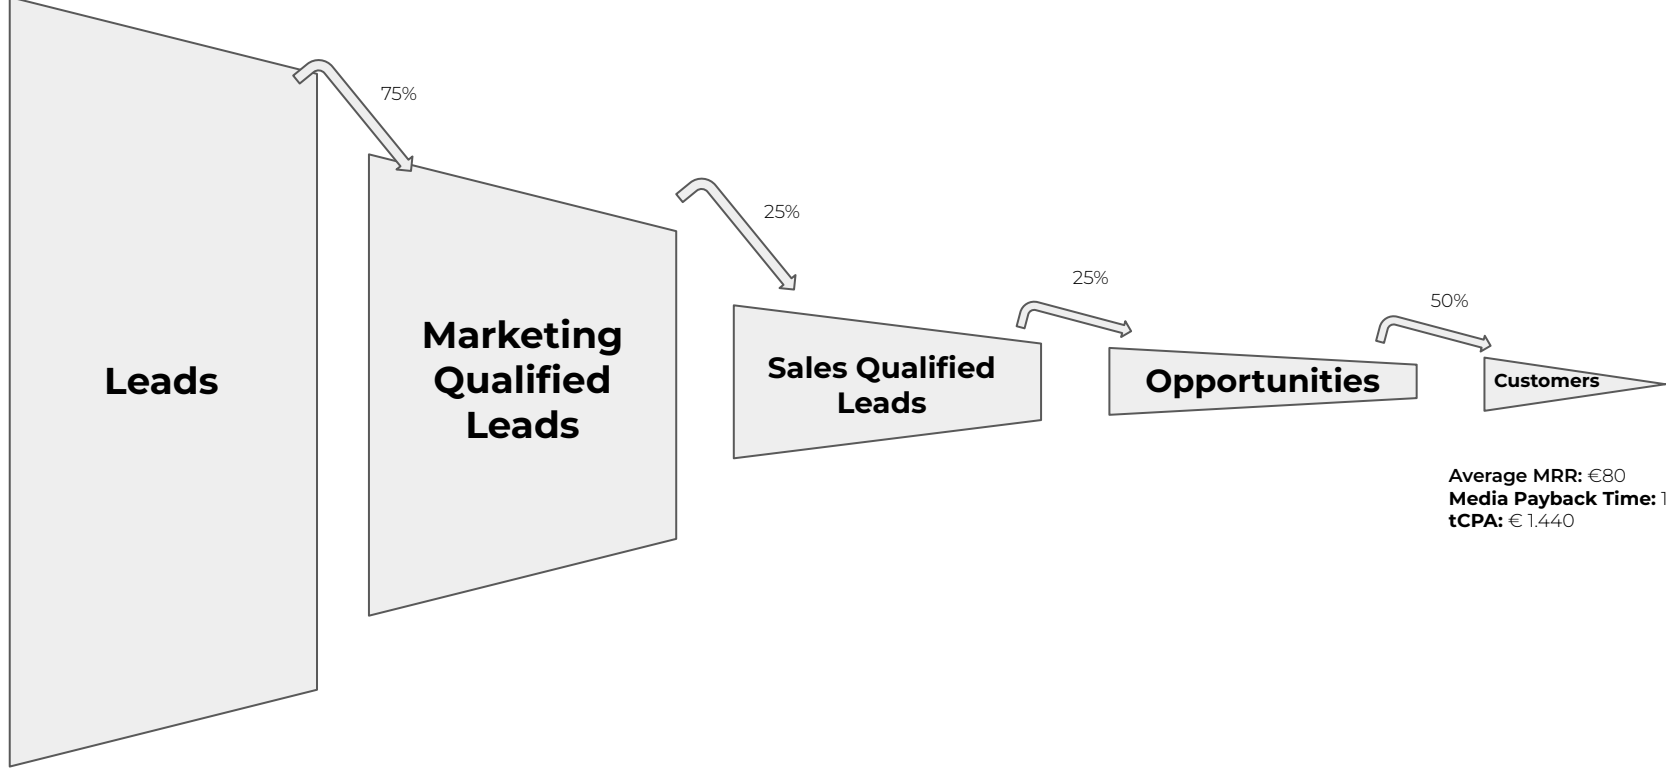 Leads
75%
Marketing
Qualified
Leads
25%
Sales Qualified
Leads
25%
Opportunities
50%
Customers
Average MRR: €80
Media Payback Time:
tCPA: € 1.440